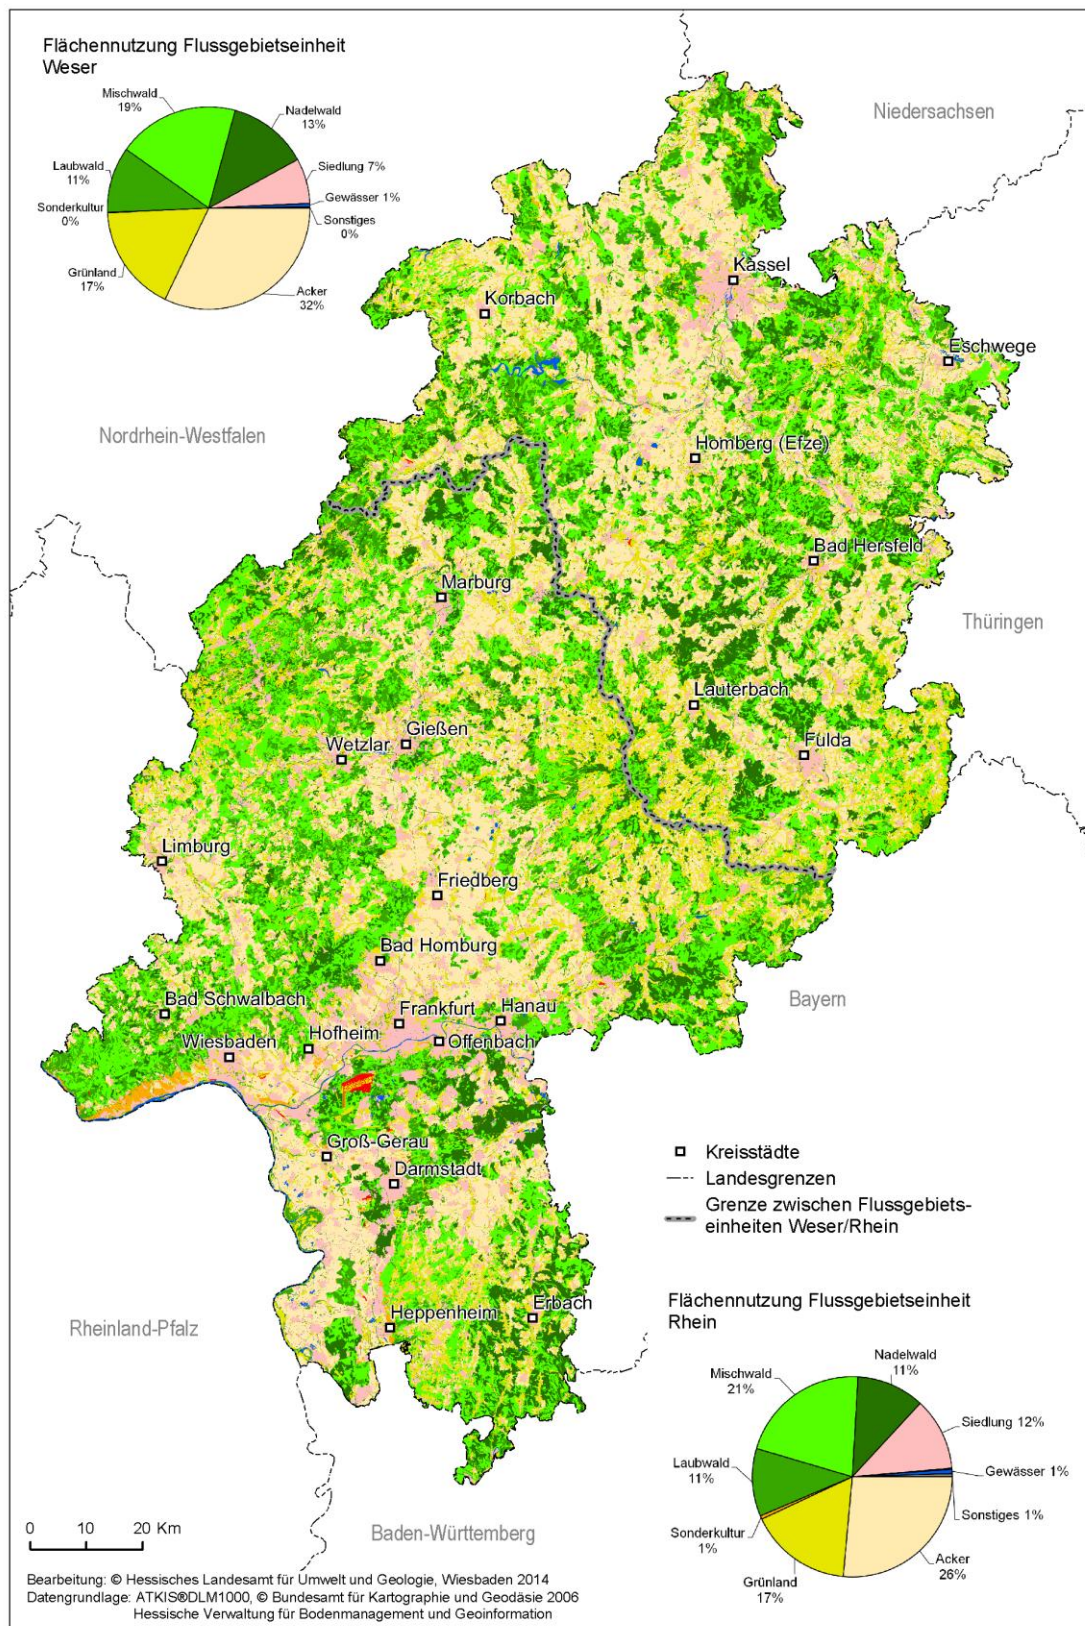 Flächennutzung Flussgebietseinheit
Weser
Mischwald
19%
Nadelwald
13%
Laubwald
11%
Siedlung 7%
Gewässer 1%
Sonderkultur
0%
Sonstiges
0%
Grünland
17%
Acker
32%
Niedersachsen
Kassel
Korbach
Eschwege
Nordrhein-Westfalen
Homberg (Efze)
Bad Hersfeld
Marburg
Thüringen
Lauterbach
Gießen
Wetzlar
Fulda
Limburg
Friedberg
Bad Homburg
Bayern
Bad Schwalbach
Frankfurt
Hanau
Hofheim
Wiesbaden
Offenbach
Groß-Gerau
Darmstadt
Kreisstädte
Landesgrenzen
Grenze zwischen Flussgebiets-
einheiten Weser/Rhein
Heppenheim
Erbach
Rheinland-Pfalz
Flächennutzung Flussgebietseinheit
Rhein
Nadelwald
11%
Mischwald
21%
Siedlung 12%
Laubwald
11%
Gewässer 1%
Sonstiges 1%
Sonderkultur
1%
Acker
26%
Grünland
17%
Baden-Württemberg
0 10 20 Km
Bearbeitung: © Hessisches Landesamt für Umwelt und Geologie, Wiesbaden 2014
Datengrundlage: ATKIS®DLM1000, © Bundesamt für Kartographie und Geodäsie 2006
Hessische Verwaltung für Bodenmanagement und Geoinformation